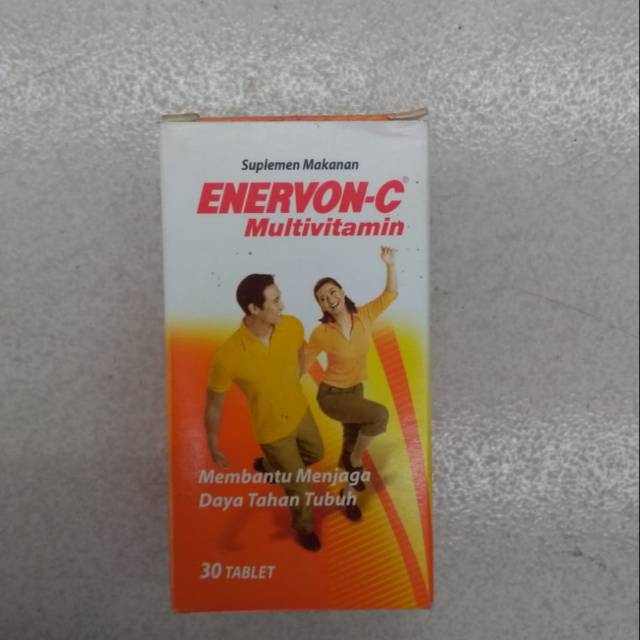 Suplemen Makanan
ENERVON-C®
Multivitamin
Membantu Menjaga
Daya Tahan Tubuh
30 TABLET